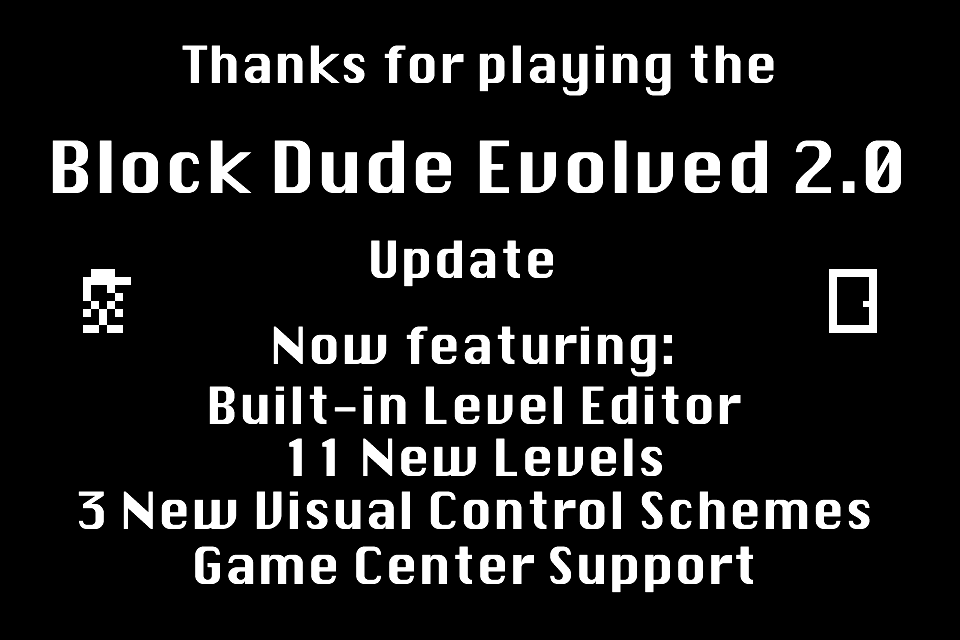 Thanks for playing the
Block Dude Evolved 2.0
Update
Now featuring:
Built-in Level Editor
11 New Levels
3 New Visual Control Schemes
Game Center Support